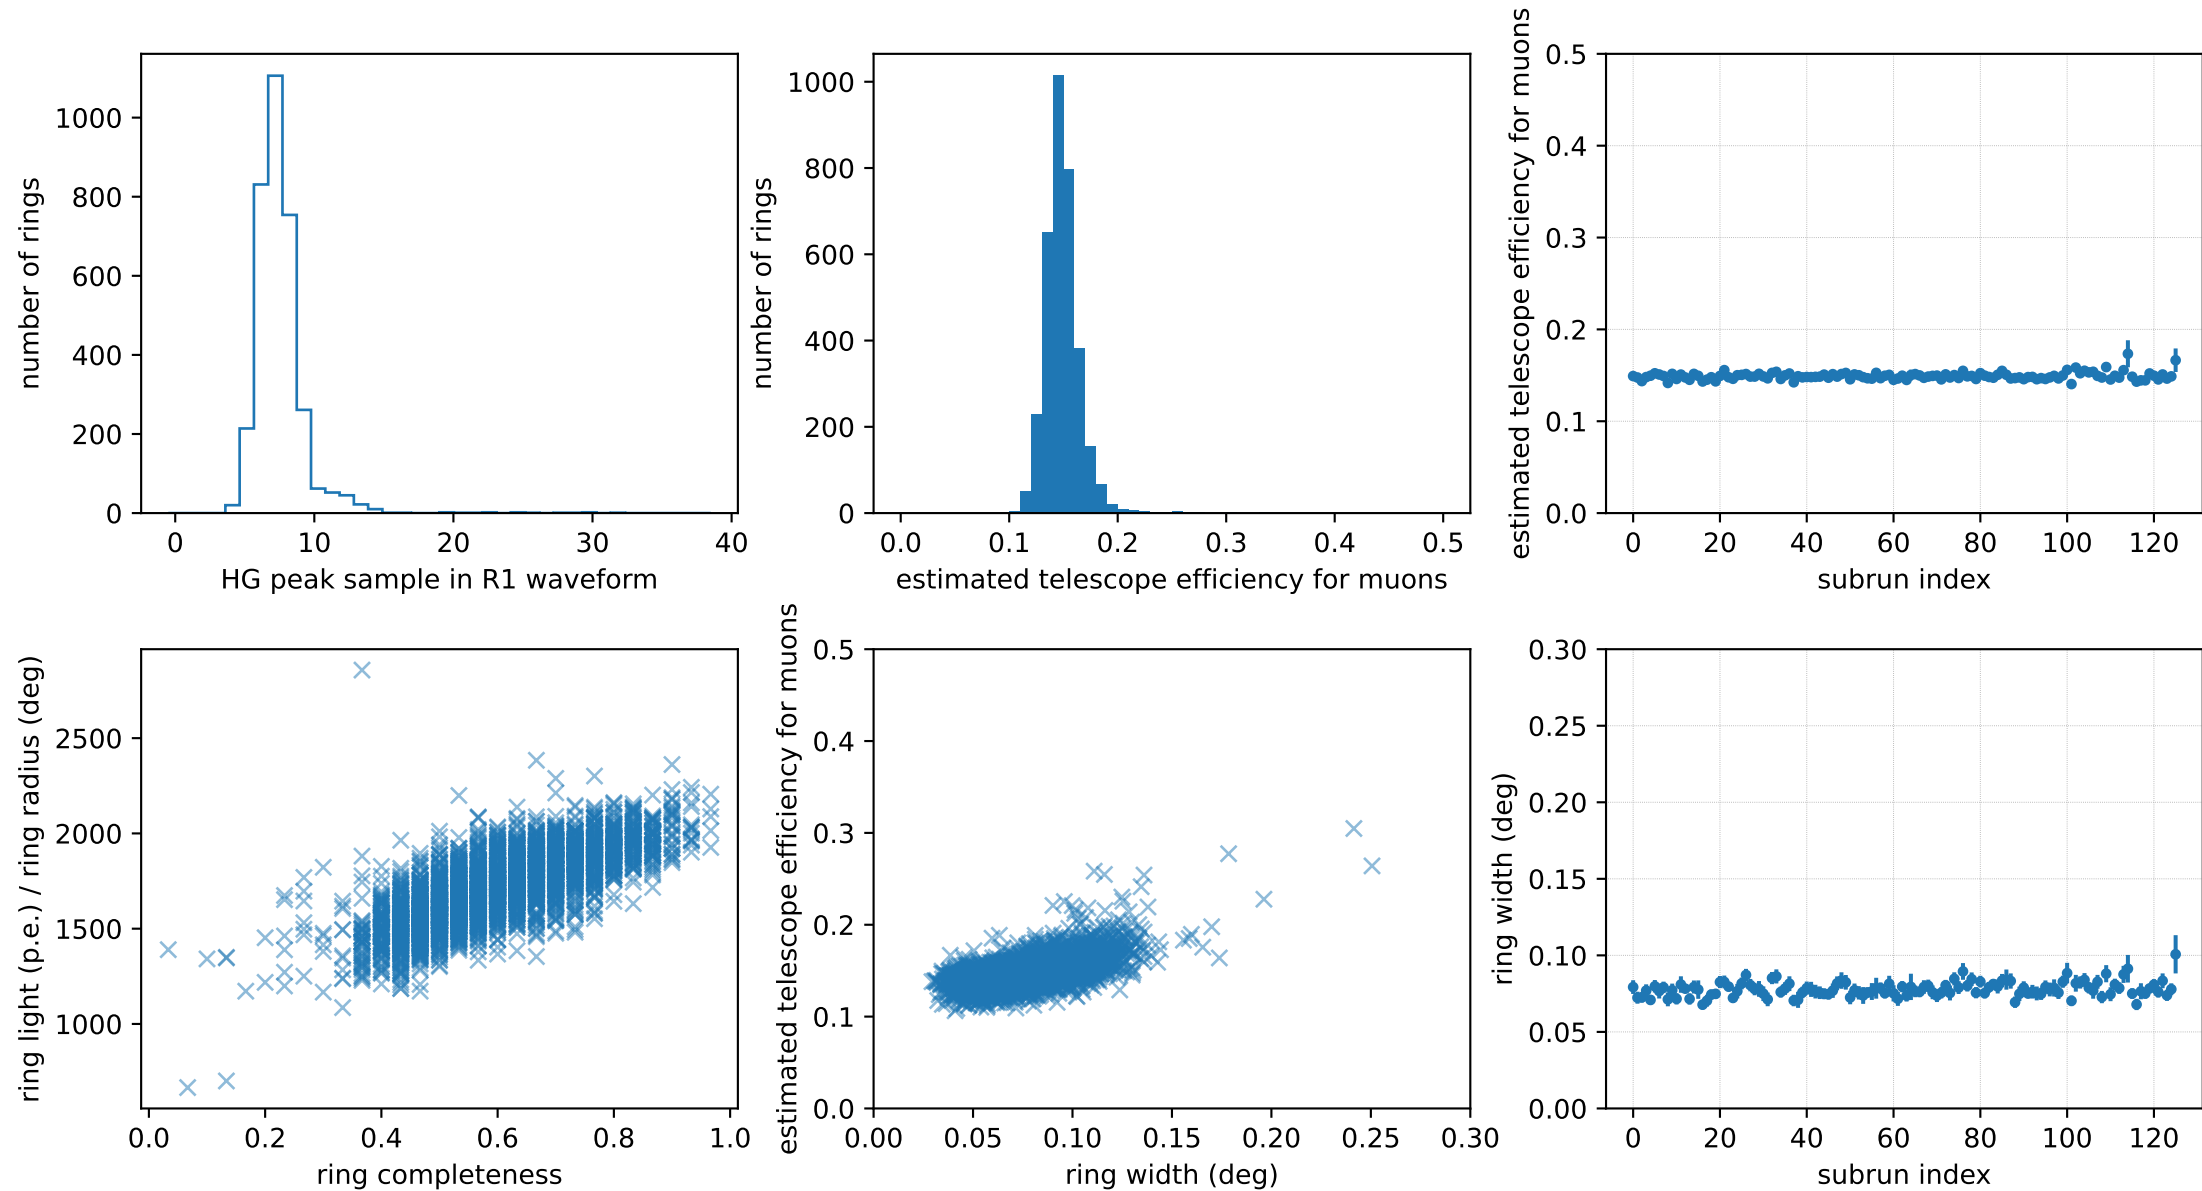 number of rings
1000
800
600
400
200
0
0 10 20 30 40
HG peak sample in R1 waveform
number of rings
1000
800
600
400
200
0
0.0 0.1 0.2 0.3 0.4 0.5
estimated telescope efficiency for muons
estimated telescope efficiency for muons
0.5
0.4
0.3
0.2
0.1
0.0
0 20 40 60 80 100 120
subrun index
ring light (p.e.) / ring radius (deg)
2500
2000
1500
1000
0.0 0.2 0.4 0.6 0.8 1.0
ring completeness
estimated telescope efficiency for muons
0.5
0.4
0.3
0.2
0.1
0.0
0.00 0.05 0.10 0.15 0.20 0.25 0.30
ring width (deg)
ring width (deg)
0.30
0.25
0.20
0.15
0.10
0.05
0.00
0 20 40 60 80 100 120
subrun index